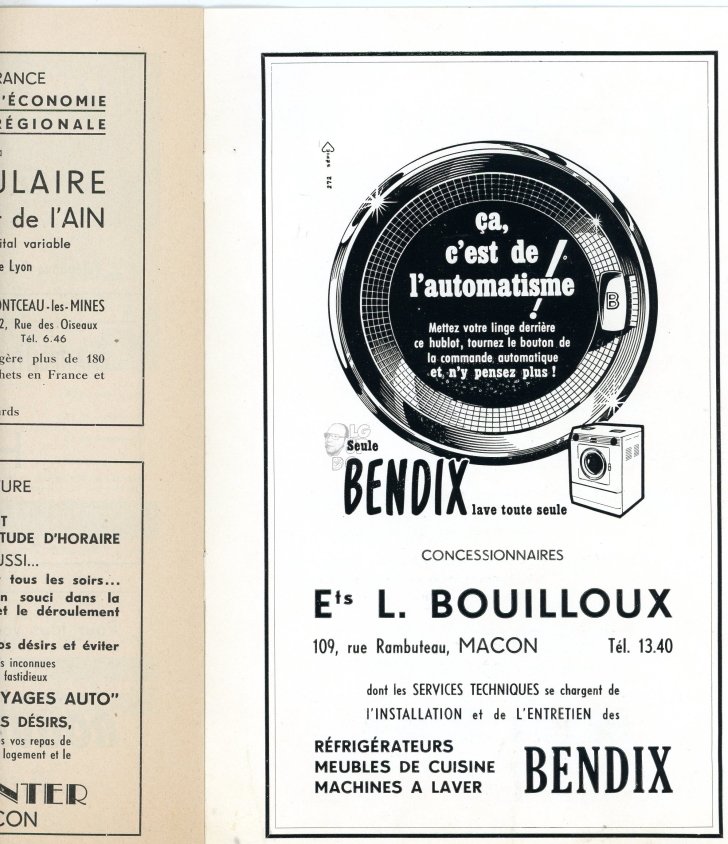 RANCE
'ÉCONOMIE
RÉGIONALE
ULAIRE
de l'AIN
ital variable
e Lyon
ONTCEAU-les-MINES
2, Rue des Oiseaux
Tél. 6.46
gère plus de 180
hets en France et
ards
URE
T
TUDE D'HORAIRE
USSI...
tous les soirs...
n souci dans la
et le déroulement
os désirs et éviter
s inconnues
fastidieux
YAGES AUTO"
S DÉSIRS,
s vos repas de
logement et le
NTER
CON
ça,
c'est de
l'automatisme !
Mettez votre linge derrière
ce hublot, tournez le bouton de
la commande automatique
et n'y pensez plus !
B
Seule
BENDIX lave toute seule
CONCESSIONNAIRES
Ets L. BOUILLOUX
109, rue Rambuteau, MACON Tél. 13.40
dont les SERVICES TECHNIQUES se chargent de
l'INSTALLATION et de L'ENTRETIEN des
RÉFRIGÉRATEURS
MEUBLES DE CUISINE
MACHINES A LAVER
BENDIX